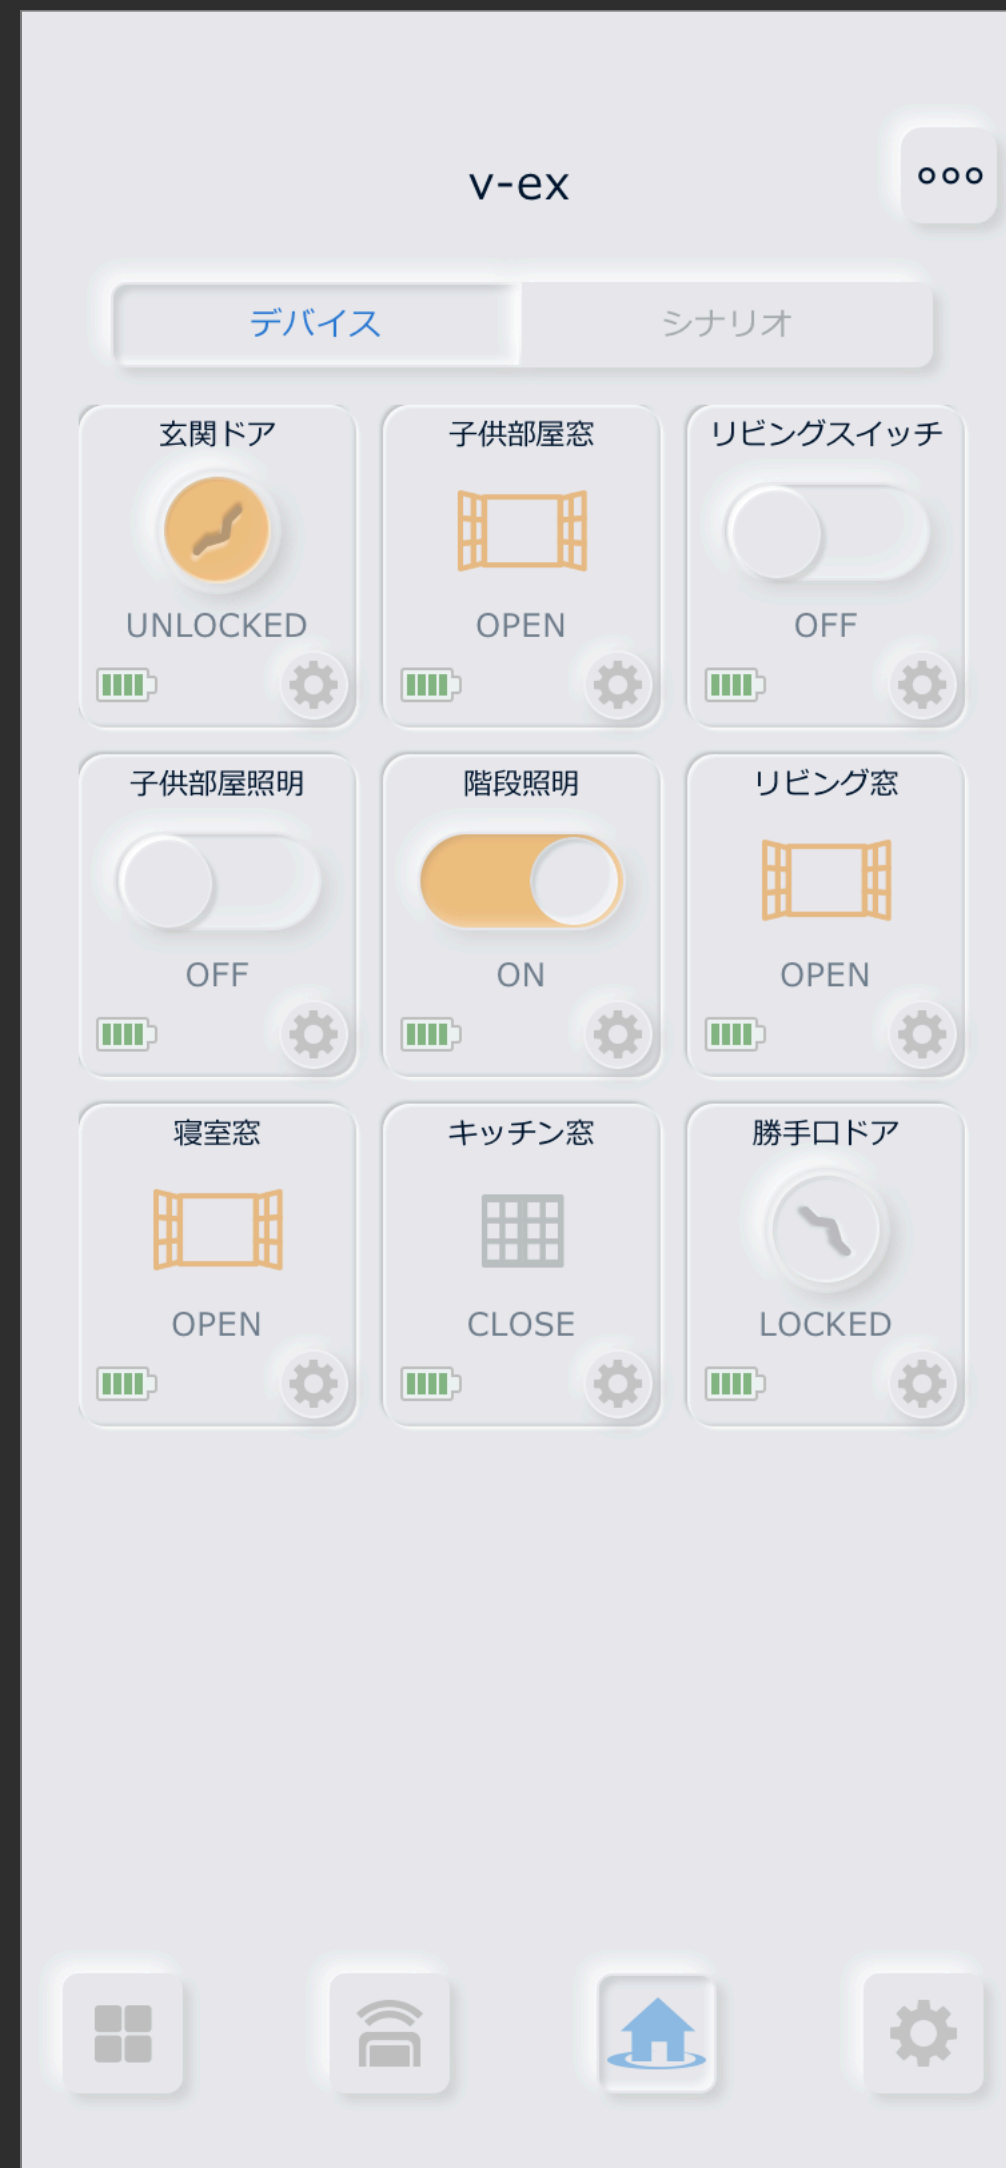 v-ex
デバイス シナリオ
玄関ドア 子供部屋窓 リビングスイッチ
UNLOCKED OPEN OFF
子供部屋照明 階段照明 リビング窓
OFF ON OPEN
寝室窓 キッチン窓 勝手口ドア
OPEN CLOSE LOCKED